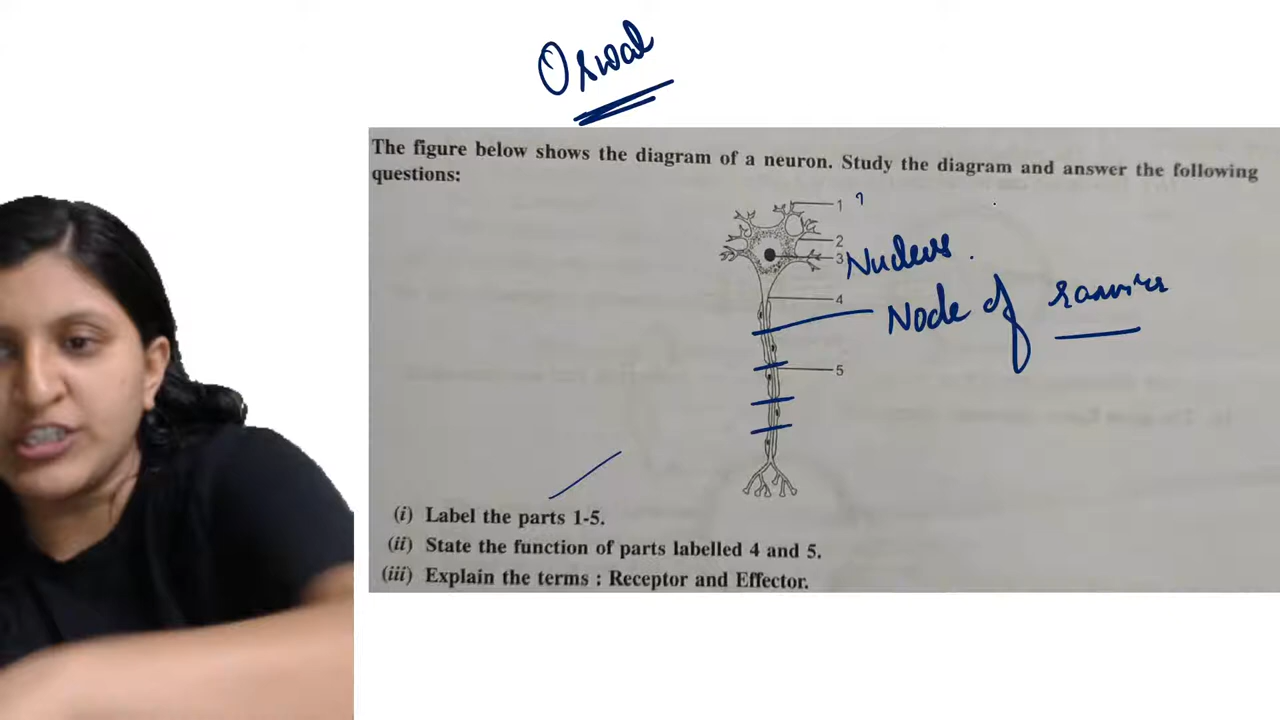 Oswal
The figure below shows the diagram of a neuron. Study the diagram and answer the following
questions:
1 ?
2
3 Nucleus.
4
Node of ranvier
5
(i) Label the parts 1-5.
(ii) State the function of parts labelled 4 and 5.
(iii) Explain the terms : Receptor and Effector.